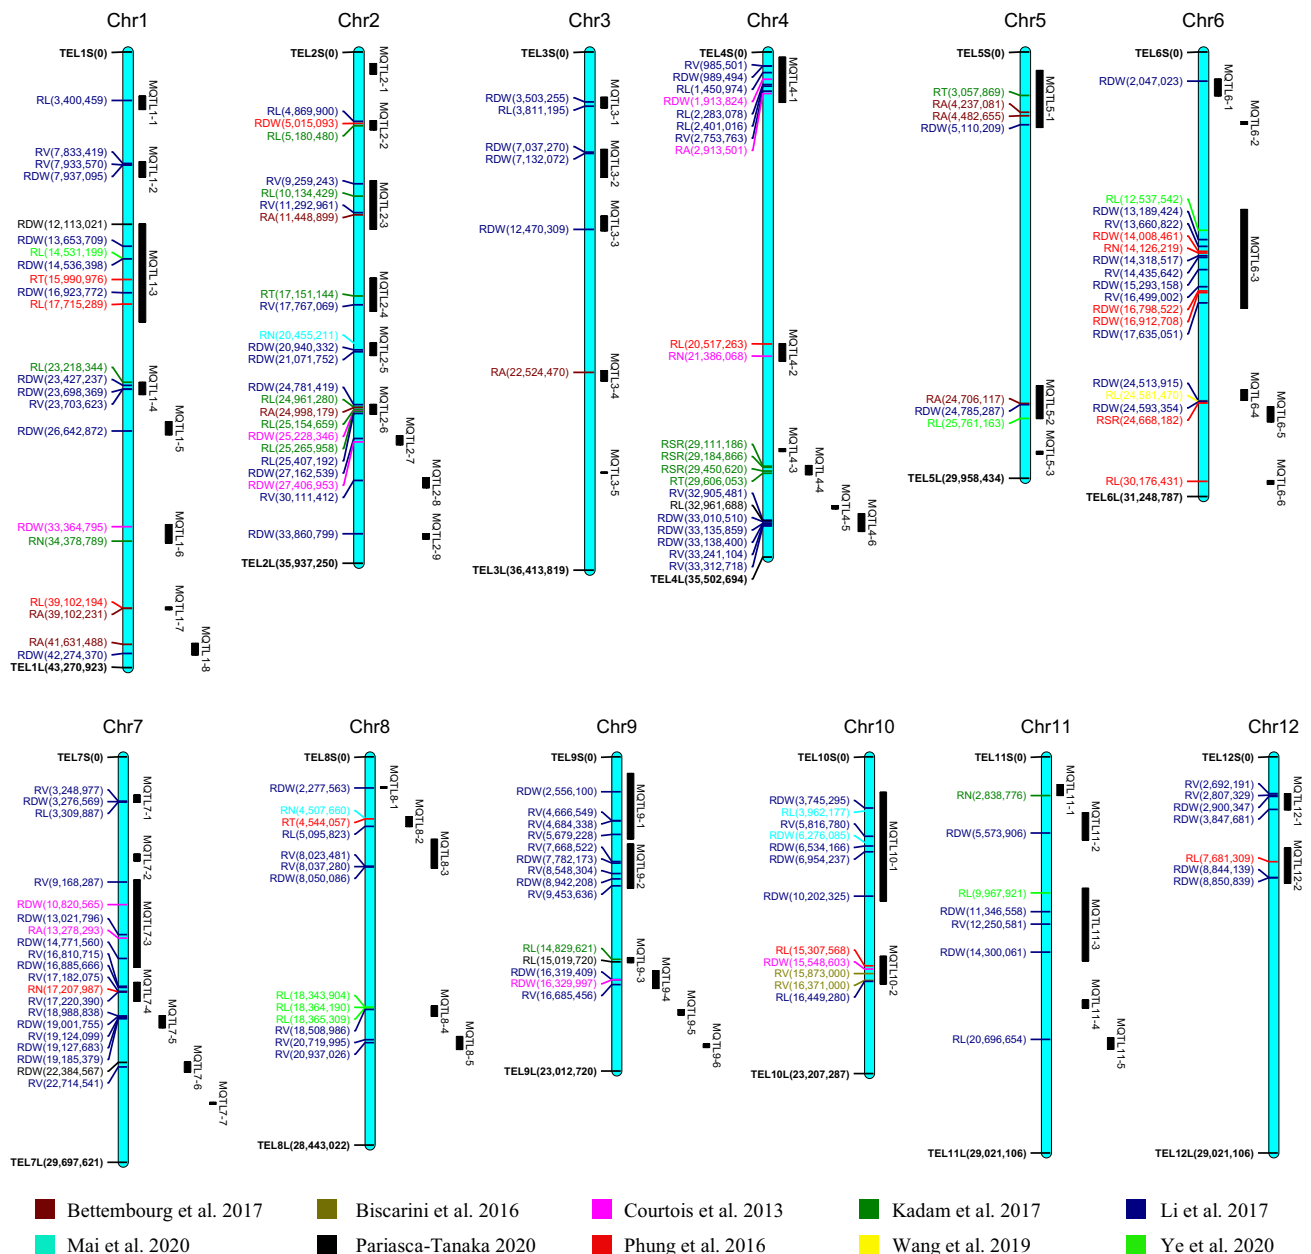 Chr1
TEL1S(0)
RL(3,400,459)
RV(7,833,419)
RV(7,933,570)
RDW(7,937,095)
RDW(12,113,021)
RDW(13,653,709)
RL(14,531,199)
RDW(14,536,398)
RT(15,990,976)
RDW(16,923,772)
RL(17,715,289)
RL(23,218,344)
RDW(23,427,237)
RDW(23,698,369)
RV(23,703,623)
RDW(26,642,872)
RDW(33,364,795)
RN(34,378,789)
RL(39,102,194)
RA(39,102,231)
RA(41,631,488)
RDW(42,274,370)
TEL1L(43,270,923)
MQTL1-1
MQTL1-2
MQTL1-3
MQTL1-4
MQTL1-5
MQTL1-6
MQTL1-7
MQTL1-8
Chr2
TEL2S(0)
RL(4,869,900)
RDW(5,015,093)
RL(5,180,480)
RV(9,259,243)
RL(10,134,429)
RV(11,292,961)
RA(11,448,899)
RT(17,151,144)
RV(17,767,069)
RN(20,455,211)
RDW(20,940,332)
RDW(21,071,752)
RDW(24,781,419)
RL(24,961,280)
RA(24,998,179)
RL(25,154,659)
RDW(25,228,346)
RL(25,265,958)
RL(25,407,192)
RDW(27,162,539)
RDW(27,406,953)
RV(30,111,412)
RDW(33,860,799)
TEL2L(35,937,250)
MQTL2-1
MQTL2-2
MQTL2-3
MQTL2-4
MQTL2-5
MQTL2-6
MQTL2-7
MQTL2-8
MQTL2-9
Chr3
TEL3S(0)
RDW(3,503,255)
RL(3,811,195)
RDW(7,037,270)
RDW(7,132,072)
RDW(12,470,309)
RA(22,524,470)
TEL3L(36,413,819)
MQTL3-1
MQTL3-2
MQTL3-3
MQTL3-4
MQTL3-5
Chr4
TEL4S(0)
RV(985,501)
RDW(989,494)
RL(1,450,974)
RDW(1,913,824)
RL(2,283,078)
RL(2,401,016)
RV(2,753,763)
RA(2,913,501)
RL(20,517,263)
RN(21,386,068)
RSR(29,111,186)
RSR(29,184,866)
RSR(29,450,620)
RT(29,606,053)
RV(32,905,481)
RL(32,961,688)
RDW(33,010,510)
RDW(33,135,859)
RDW(33,138,400)
RV(33,241,104)
RV(33,312,718)
TEL4L(35,502,694)
MQTL4-1
MQTL4-2
MQTL4-3
MQTL4-4
MQTL4-5
MQTL4-6
Chr5
TEL5S(0)
RT(3,057,869)
RA(4,237,081)
RA(4,482,655)
RDW(5,110,209)
RA(24,706,117)
RDW(24,785,287)
RL(25,761,163)
TEL5L(29,958,434)
MQTL5-1
MQTL5-2
MQTL5-3
Chr6
TEL6S(0)
RDW(2,047,023)
RL(12,537,542)
RDW(13,189,424)
RV(13,660,822)
RDW(14,008,461)
RN(14,126,219)
RDW(14,318,517)
RV(14,435,642)
RDW(15,293,158)
RV(16,499,002)
RDW(16,798,522)
RDW(16,912,708)
RDW(17,635,051)
RDW(24,513,915)
RL(24,581,470)
RDW(24,593,354)
RSR(24,668,182)
RL(30,176,431)
TEL6L(31,248,787)
MQTL6-1
MQTL6-2
MQTL6-3
MQTL6-4
MQTL6-5
MQTL6-6
Chr7
TEL7S(0)
RV(3,248,977)
RDW(3,276,569)
RL(3,309,887)
RV(9,168,287)
RDW(10,820,565)
RDW(13,021,796)
RA(13,278,293)
RDW(14,771,560)
RV(16,810,715)
RDW(16,885,666)
RV(17,182,075)
RN(17,207,987)
RV(17,220,390)
RV(18,988,838)
RDW(19,001,755)
RV(19,124,099)
RDW(19,127,683)
RDW(19,185,379)
RDW(22,384,567)
RV(22,714,541)
TEL7L(29,697,621)
MQTL7-1
MQTL7-2
MQTL7-3
MQTL7-4
MQTL7-5
MQTL7-6
MQTL7-7
Chr8
TEL8S(0)
RDW(2,277,563)
RN(4,507,660)
RT(4,544,057)
RL(5,095,823)
RV(8,023,481)
RV(8,037,280)
RDW(8,050,086)
RL(18,343,904)
RL(18,364,190)
RL(18,365,309)
RV(18,508,986)
RV(20,719,995)
RV(20,937,026)
TEL8L(28,443,022)
MQTL8-1
MQTL8-2
MQTL8-3
MQTL8-4
MQTL8-5
Chr9
TEL9S(0)
RDW(2,556,100)
RV(4,666,549)
RV(4,684,338)
RV(5,679,228)
RV(7,668,522)
RDW(7,782,173)
RV(8,548,304)
RDW(8,942,208)
RV(9,453,636)
RL(14,829,621)
RL(15,019,720)
RDW(16,319,409)
RDW(16,329,997)
RV(16,685,456)
TEL9L(23,012,720)
MQTL9-1
MQTL9-2
MQTL9-3
MQTL9-4
MQTL9-5
MQTL9-6
Chr10
TEL10S(0)
RDW(3,745,295)
RL(3,962,177)
RV(5,816,780)
RDW(6,276,085)
RDW(6,534,166)
RDW(6,954,237)
RDW(10,202,325)
RL(15,307,568)
RDW(15,548,603)
RV(15,873,000)
RV(16,371,000)
RL(16,449,280)
TEL10L(23,207,287)
MQTL10-1
MQTL10-2
Chr11
TEL11S(0)
RN(2,838,776)
RDW(5,573,906)
RL(9,967,921)
RDW(11,346,558)
RV(12,250,581)
RDW(14,300,061)
RL(20,696,654)
TEL11L(29,021,106)
MQTL11-1
MQTL11-2
MQTL11-3
MQTL11-4
MQTL11-5
Chr12
TEL12S(0)
RV(2,692,191)
RV(2,807,329)
RDW(2,900,347)
RDW(3,847,681)
RL(7,681,309)
RDW(8,844,139)
RDW(8,850,839)
TEL12L(29,021,106)
MQTL12-1
MQTL12-2
Bettembourg et al. 2017
Biscarini et al. 2016
Courtois et al. 2013
Kadam et al. 2017
Li et al. 2017
Mai et al. 2020
Pariasca-Tanaka 2020
Phung et al. 2016
Wang et al. 2019
Ye et al. 2020